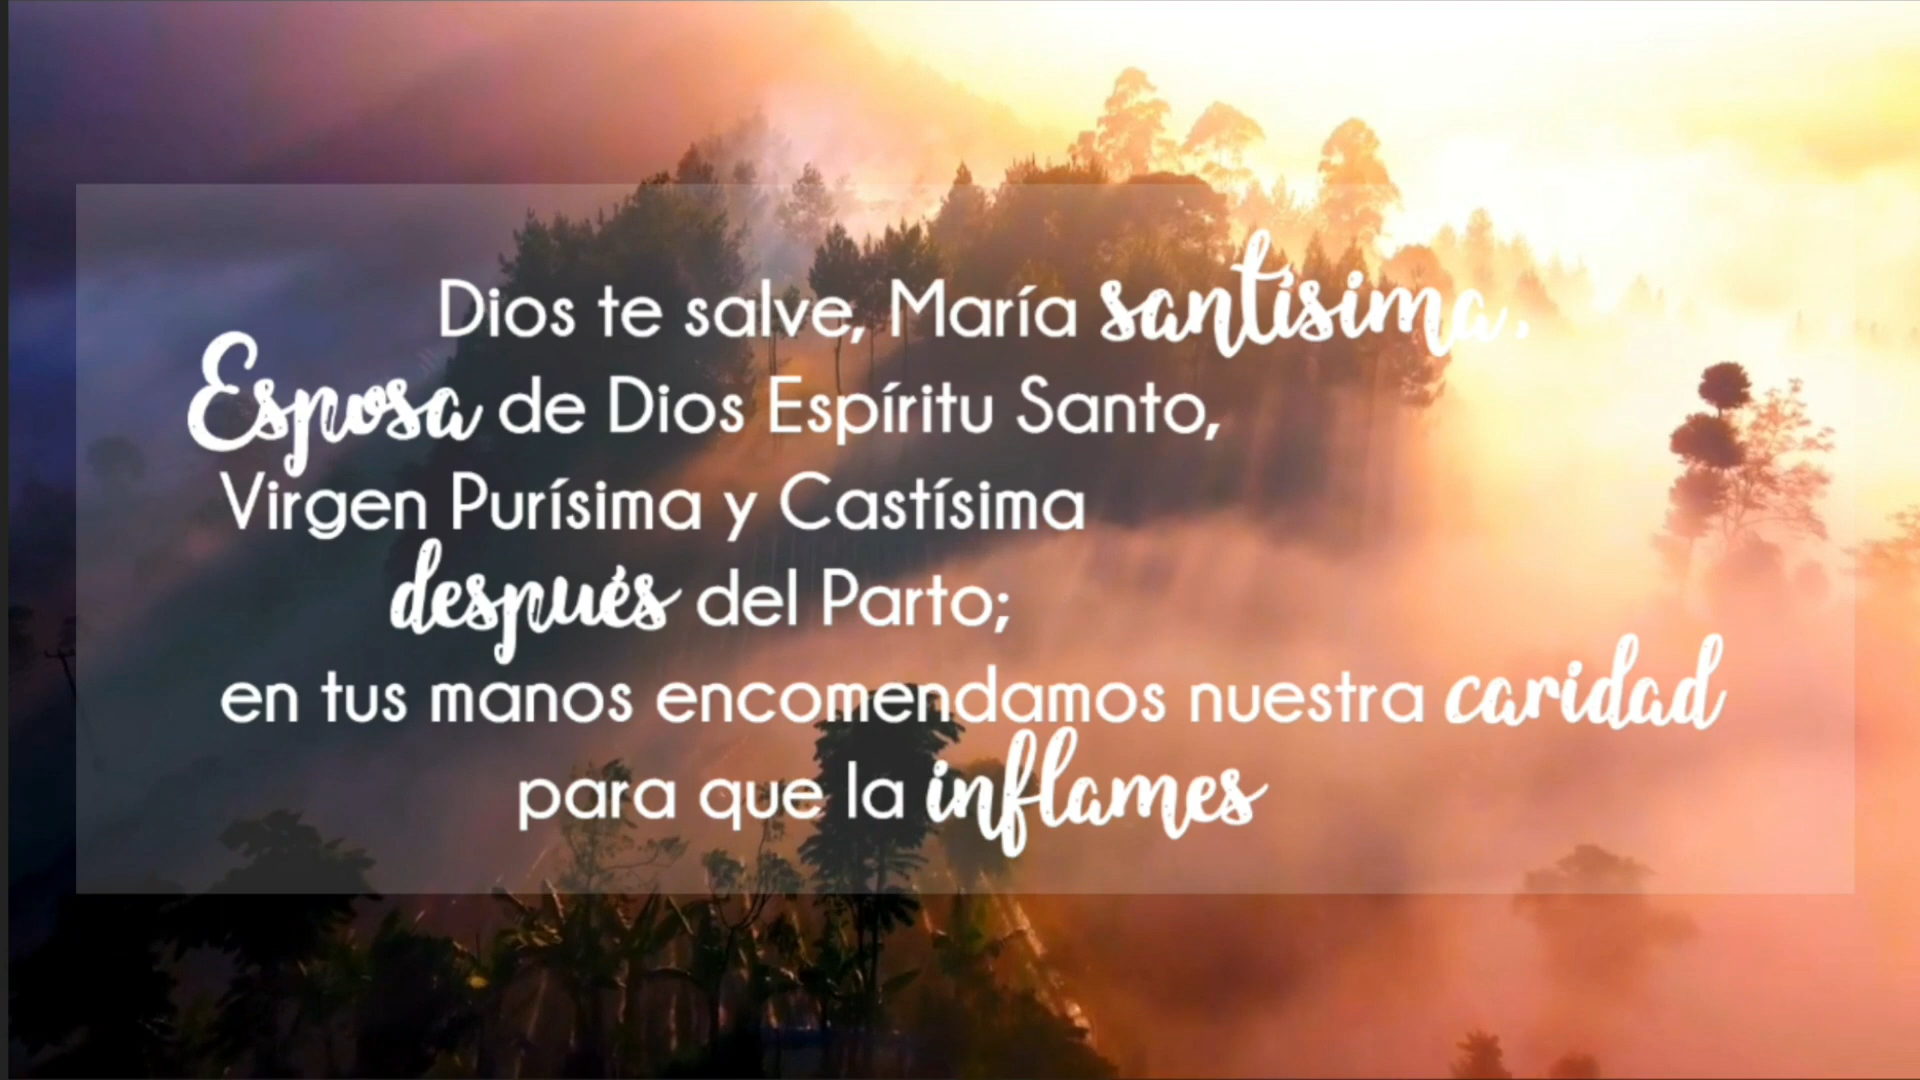 Dios te salve, María santísima.
Esposa de Dios Espíritu Santo,
Virgen Purísima y Castísima
después del Parto;
en tus manos encomendamos nuestra caridad
para que la inflames